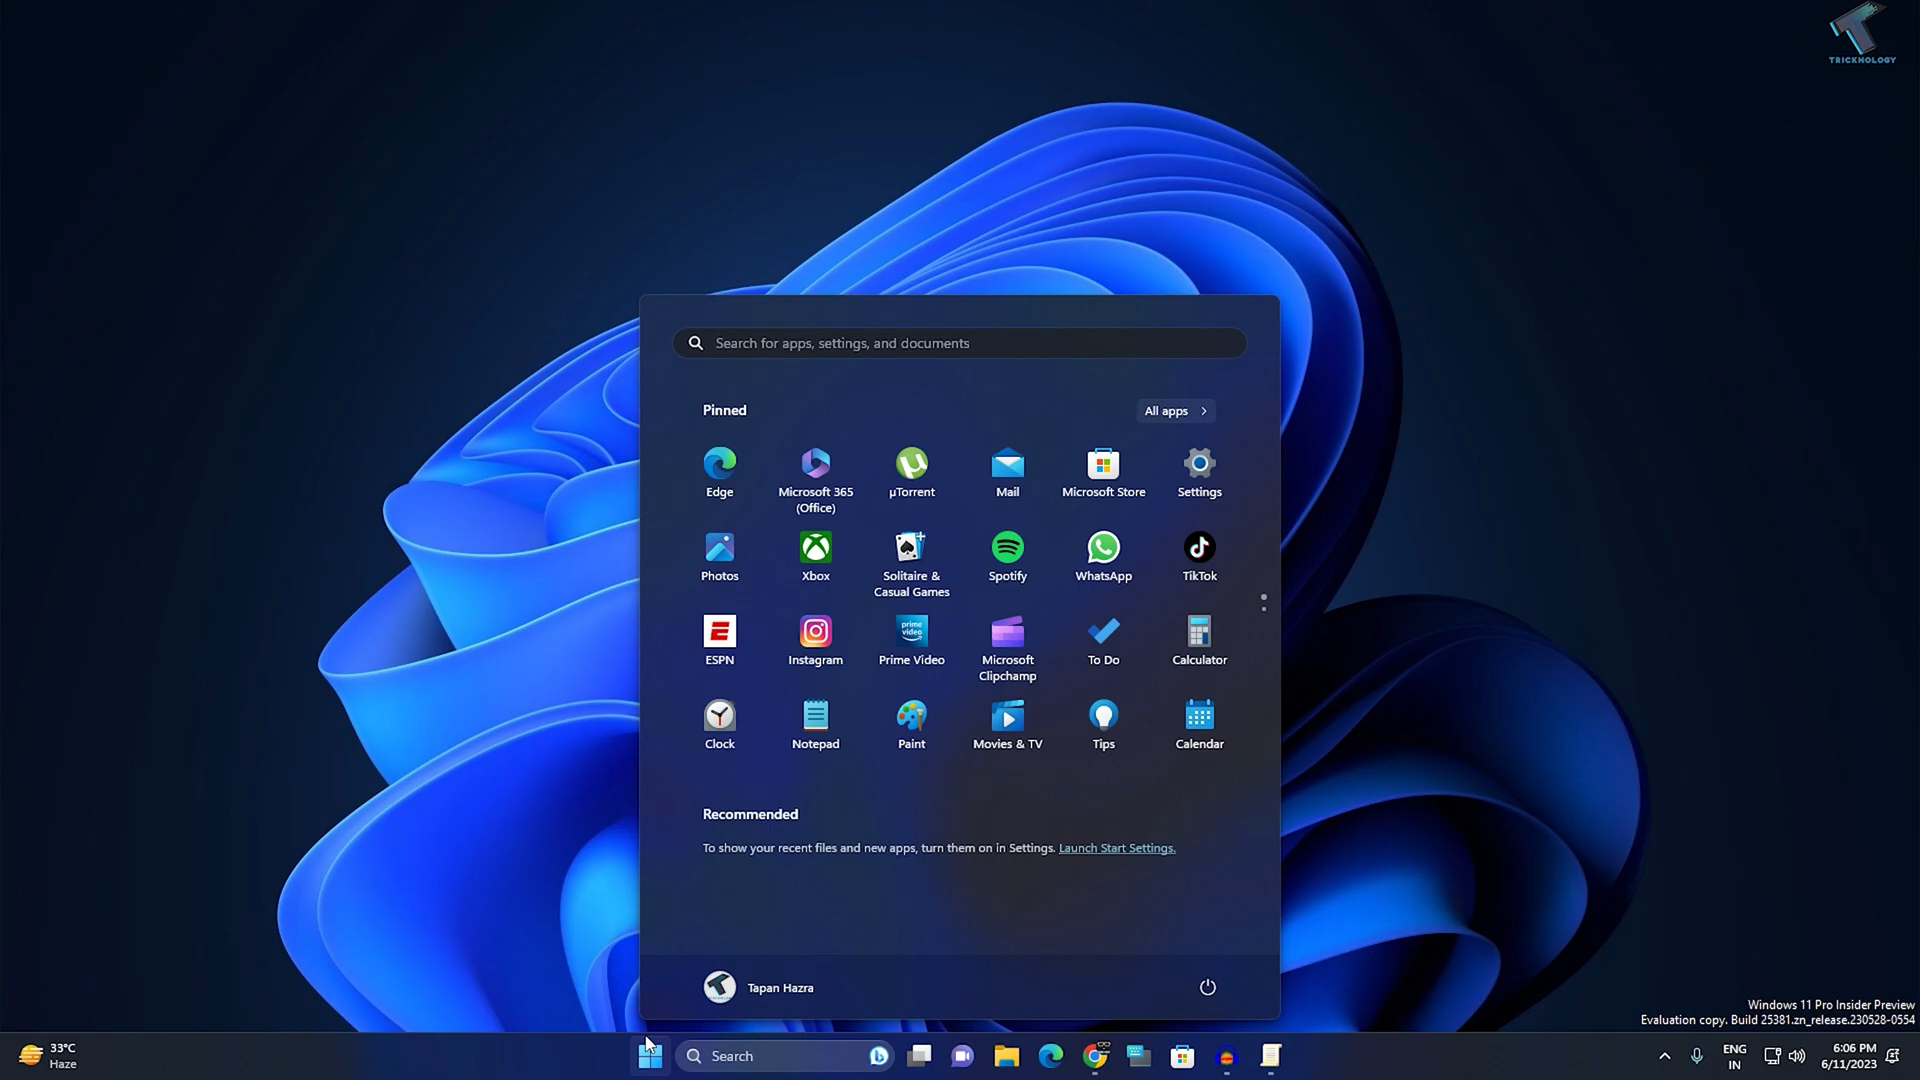 TRICKNOLOGY
Search for apps, settings, and documents
Pinned
All apps
Edge
Microsoft 365
(Office)
µTorrent
Mail
Microsoft Store
Settings
Photos
Xbox
Solitaire &
Casual Games
Spotify
WhatsApp
TikTok
ESPN
Instagram
prime
video
Prime Video
Microsoft
Clipchamp
To Do
Calculator
Clock
Notepad
Paint
Movies & TV
Tips
Calendar
Recommended
To show your recent files and new apps, turn them on in Settings. Launch Start Settings.
Tapan Hazra
Windows 11 Pro Insider Preview
Evaluation copy. Build 25381.zn_release.230528-0554
33°C
Haze
Search
ENG
IN
6:06 PM
6/11/2023